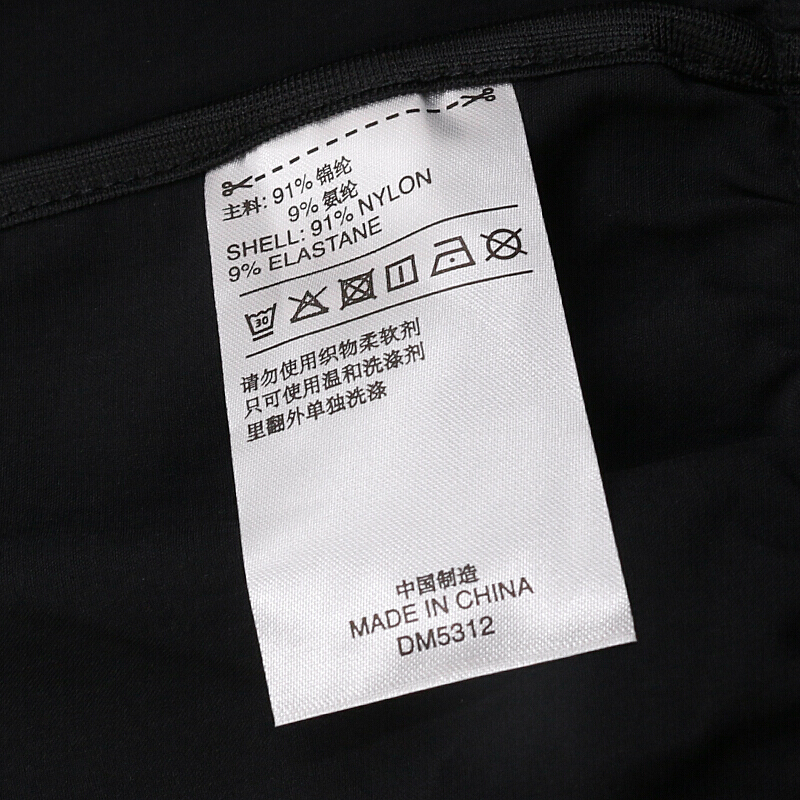 主料: 91% 锦纶
9% 氨纶
SHELL: 91% NYLON
9% ELASTANE
30
请勿使用织物柔软剂
只可使用温和洗涤剂
里翻外单独洗涤
中国制造
MADE IN CHINA
DM5312